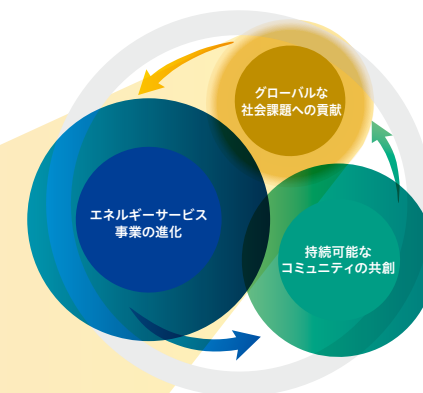 グローバルな
社会課題への貢献
エネルギーサービス
事業の進化
持続可能な
コミュニティの共創